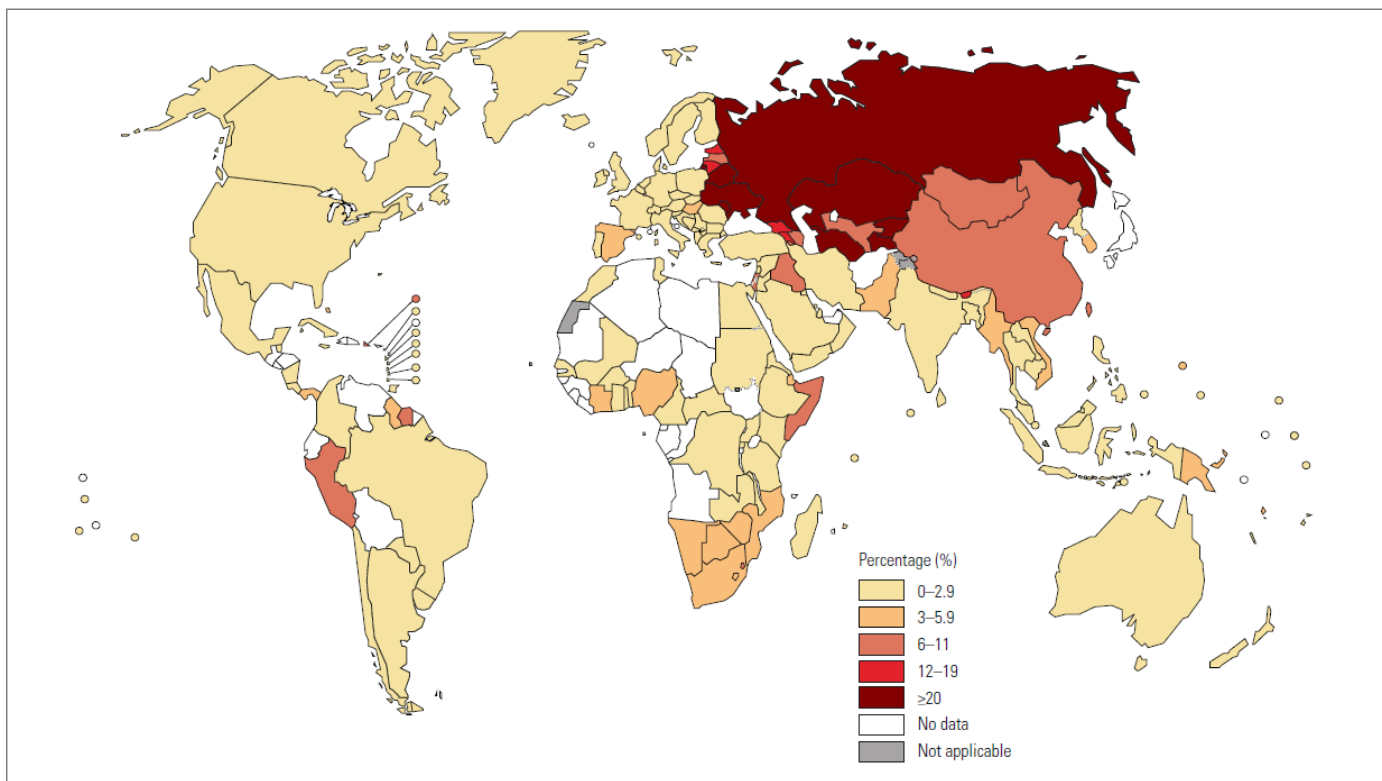 Percentage (%)
0–2.9
3–5.9
6–11
12–19
≥20
No data
Not applicable